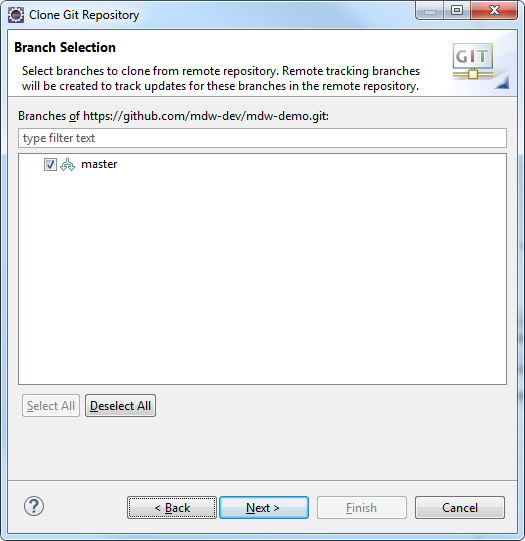 Clone Git Repository
Branch Selection
GIT
Select branches to clone from remote repository. Remote tracking branches
will be created to track updates for these branches in the remote repository.
Branches of https://github.com/mdw-dev/mdw-demo.git:
type filter text
master
Select All
Deselect All
?
< Back
Next >
Finish
Cancel